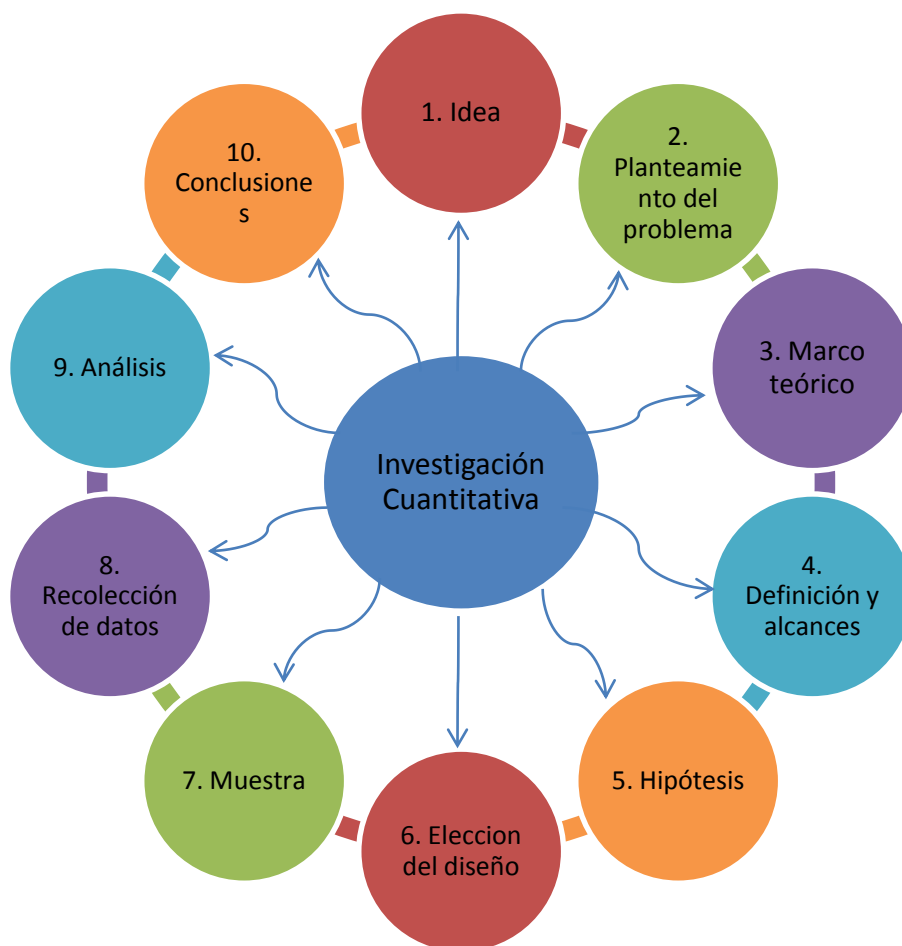 1. Idea
2.
Planteamie
nto del
problema
3. Marco
teórico
4.
Definición y
alcances
5. Hipótesis
6. Eleccion
del diseño
7. Muestra
8.
Recolección
de datos
9. Análisis
10.
Conclusione
s
Investigación
Cuantitativa